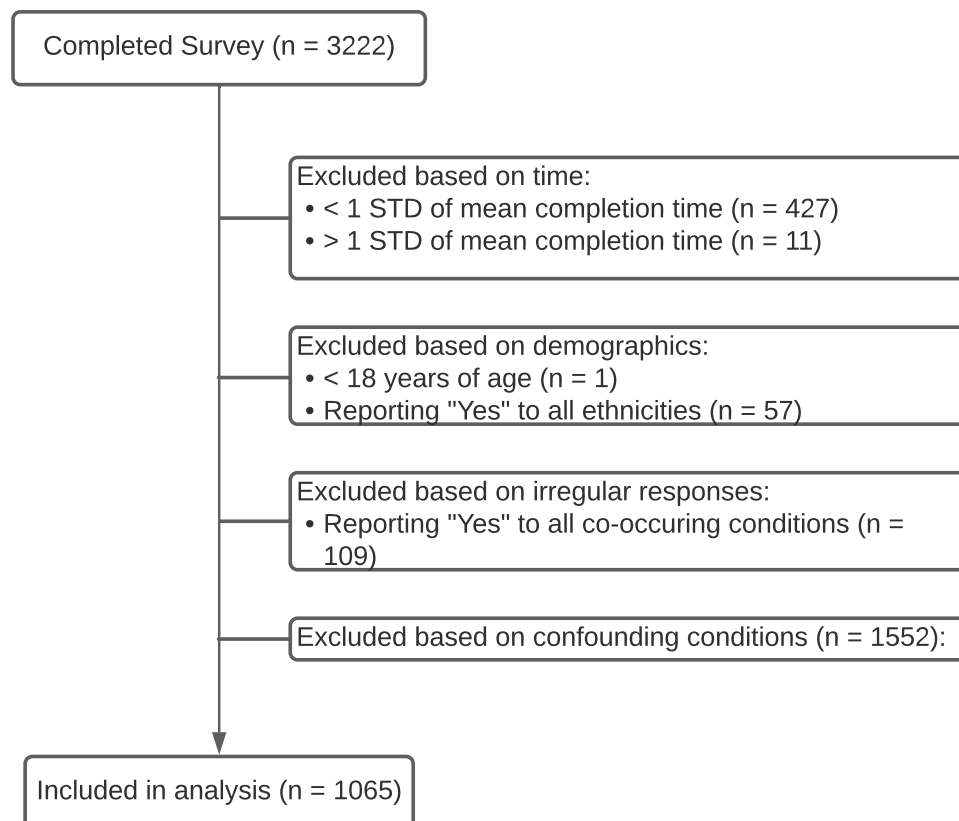 Completed Survey (n = 3222)
Excluded based on time:
• < 1 STD of mean completion time (n = 427)
• > 1 STD of mean completion time (n = 11)
Excluded based on demographics:
• < 18 years of age (n = 1)
• Reporting "Yes" to all ethnicities (n = 57)
Excluded based on irregular responses:
• Reporting "Yes" to all co-occuring conditions (n =
109)
Excluded based on confounding conditions (n = 1552):
Included in analysis (n = 1065)